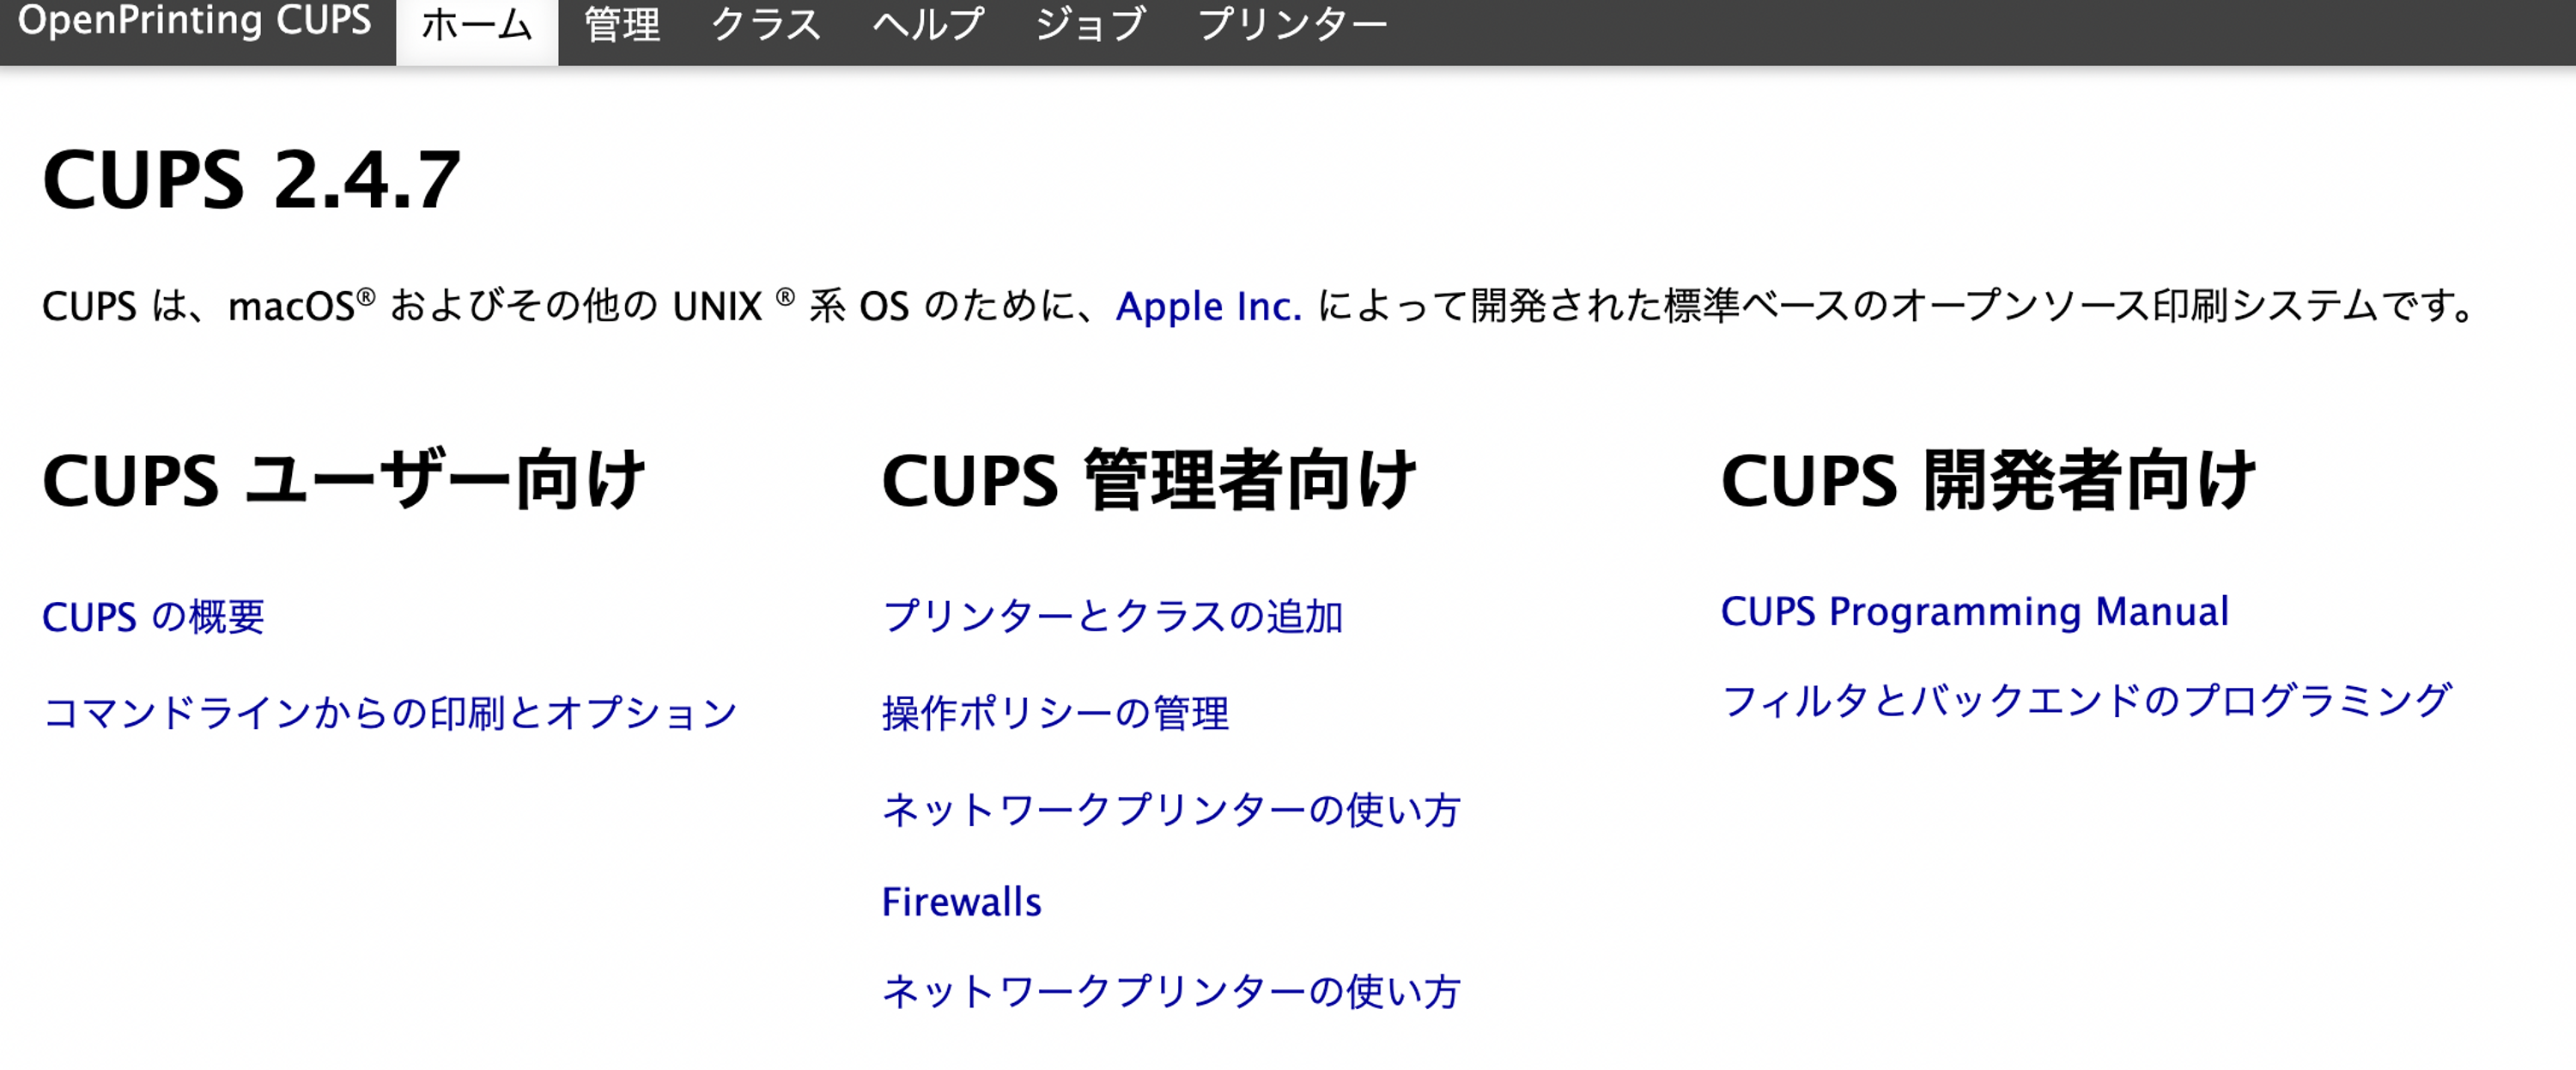 OpenPrinting CUPS ホーム 管理 クラス ヘルプ ジョブ プリンター
CUPS 2.4.7
CUPS は、macOS® およびその他の UNIX ® 系 OS のために、Apple Inc. によって開発された標準ベースのオープンソース印刷システムです。
CUPS ユーザー向け
CUPS の概要
コマンドラインからの印刷とオプション
CUPS 管理者向け
プリンターとクラスの追加
操作ポリシーの管理
ネットワークプリンターの使い方
Firewalls
ネットワークプリンターの使い方
CUPS 開発者向け
CUPS Programming Manual
フィルタとバックエンドのプログラミング